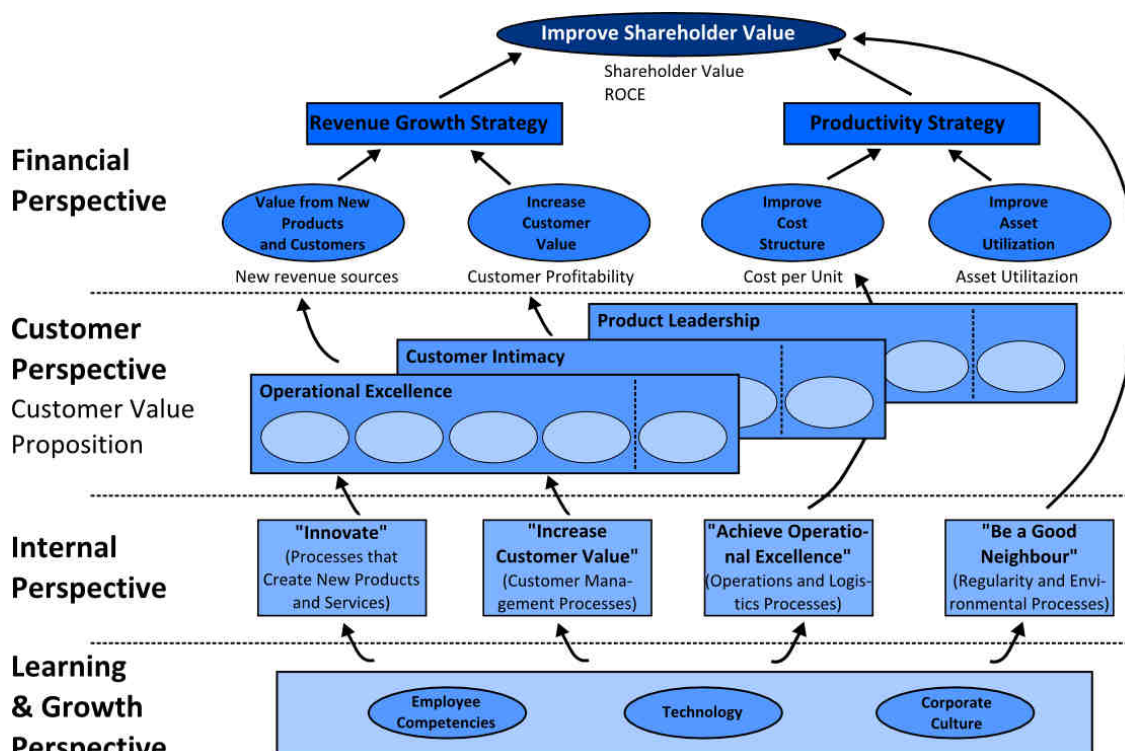 Improve Shareholder Value
Shareholder Value
ROCE
Revenue Growth Strategy
Productivity Strategy
Financial
Perspective
Value from New
Products
and Customers
Increase
Customer
Value
Improve
Cost
Structure
Improve
Asset
Utilization
New revenue sources
Customer Profitability
Cost per Unit
Asset Utilitazion
Customer
Perspective
Customer Value
Proposition
Product Leadership
Customer Intimacy
Operational Excellence
Internal
Perspective
"Innovate"
(Processes that
Create New Products
and Services)
"Increase
Customer Value"
(Customer Mana-
gement Processes)
"Achieve Operatio-
nal Excellence"
(Operations and Logis-
tics Processes)
"Be a Good
Neighbour"
(Regularity and Envi-
ronmental Processes)
Learning
& Growth
Perspective
Employee
Competencies
Technology
Corporate
Culture